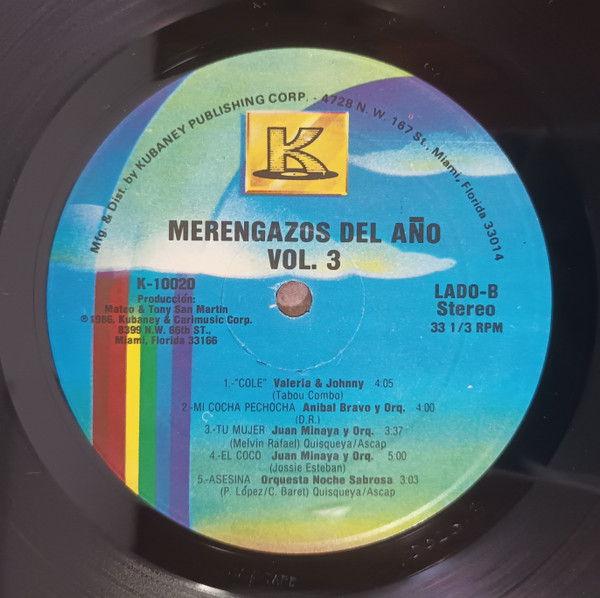 Mfg. & Dist. by KUBANEY PUBLISHING CORP. - 4728 N.W. 167 St., Miami, Florida 33014
K
MERENGAZOS DEL AÑO
VOL. 3
K-10020
Producción:
Mateo & Tony San Martin
©1986, Kubaney & Carimusic Corp.
8399 N.W. 66th ST.,
Miami, Florida 33166
LADO-B
Stereo
33 1/3 RPM
1.-"COLE" Valeria & Johnny 4:05
(Tabou Combo)
2.-MI COCHA PECHOCHA Anibal Bravo y Orq. 4:00
(D.R.)
3.-TU MUJER Juan Minaya y Orq. 3:37
(Melvin Rafael) Quisqueya/Ascap
4.-EL COCO Juan Minaya y Orq. 5:00
(Jossie Esteban)
5.-ASESINA Orquesta Noche Sabrosa 3:03
(P. López/C. Baret) Quisqueya/Ascap